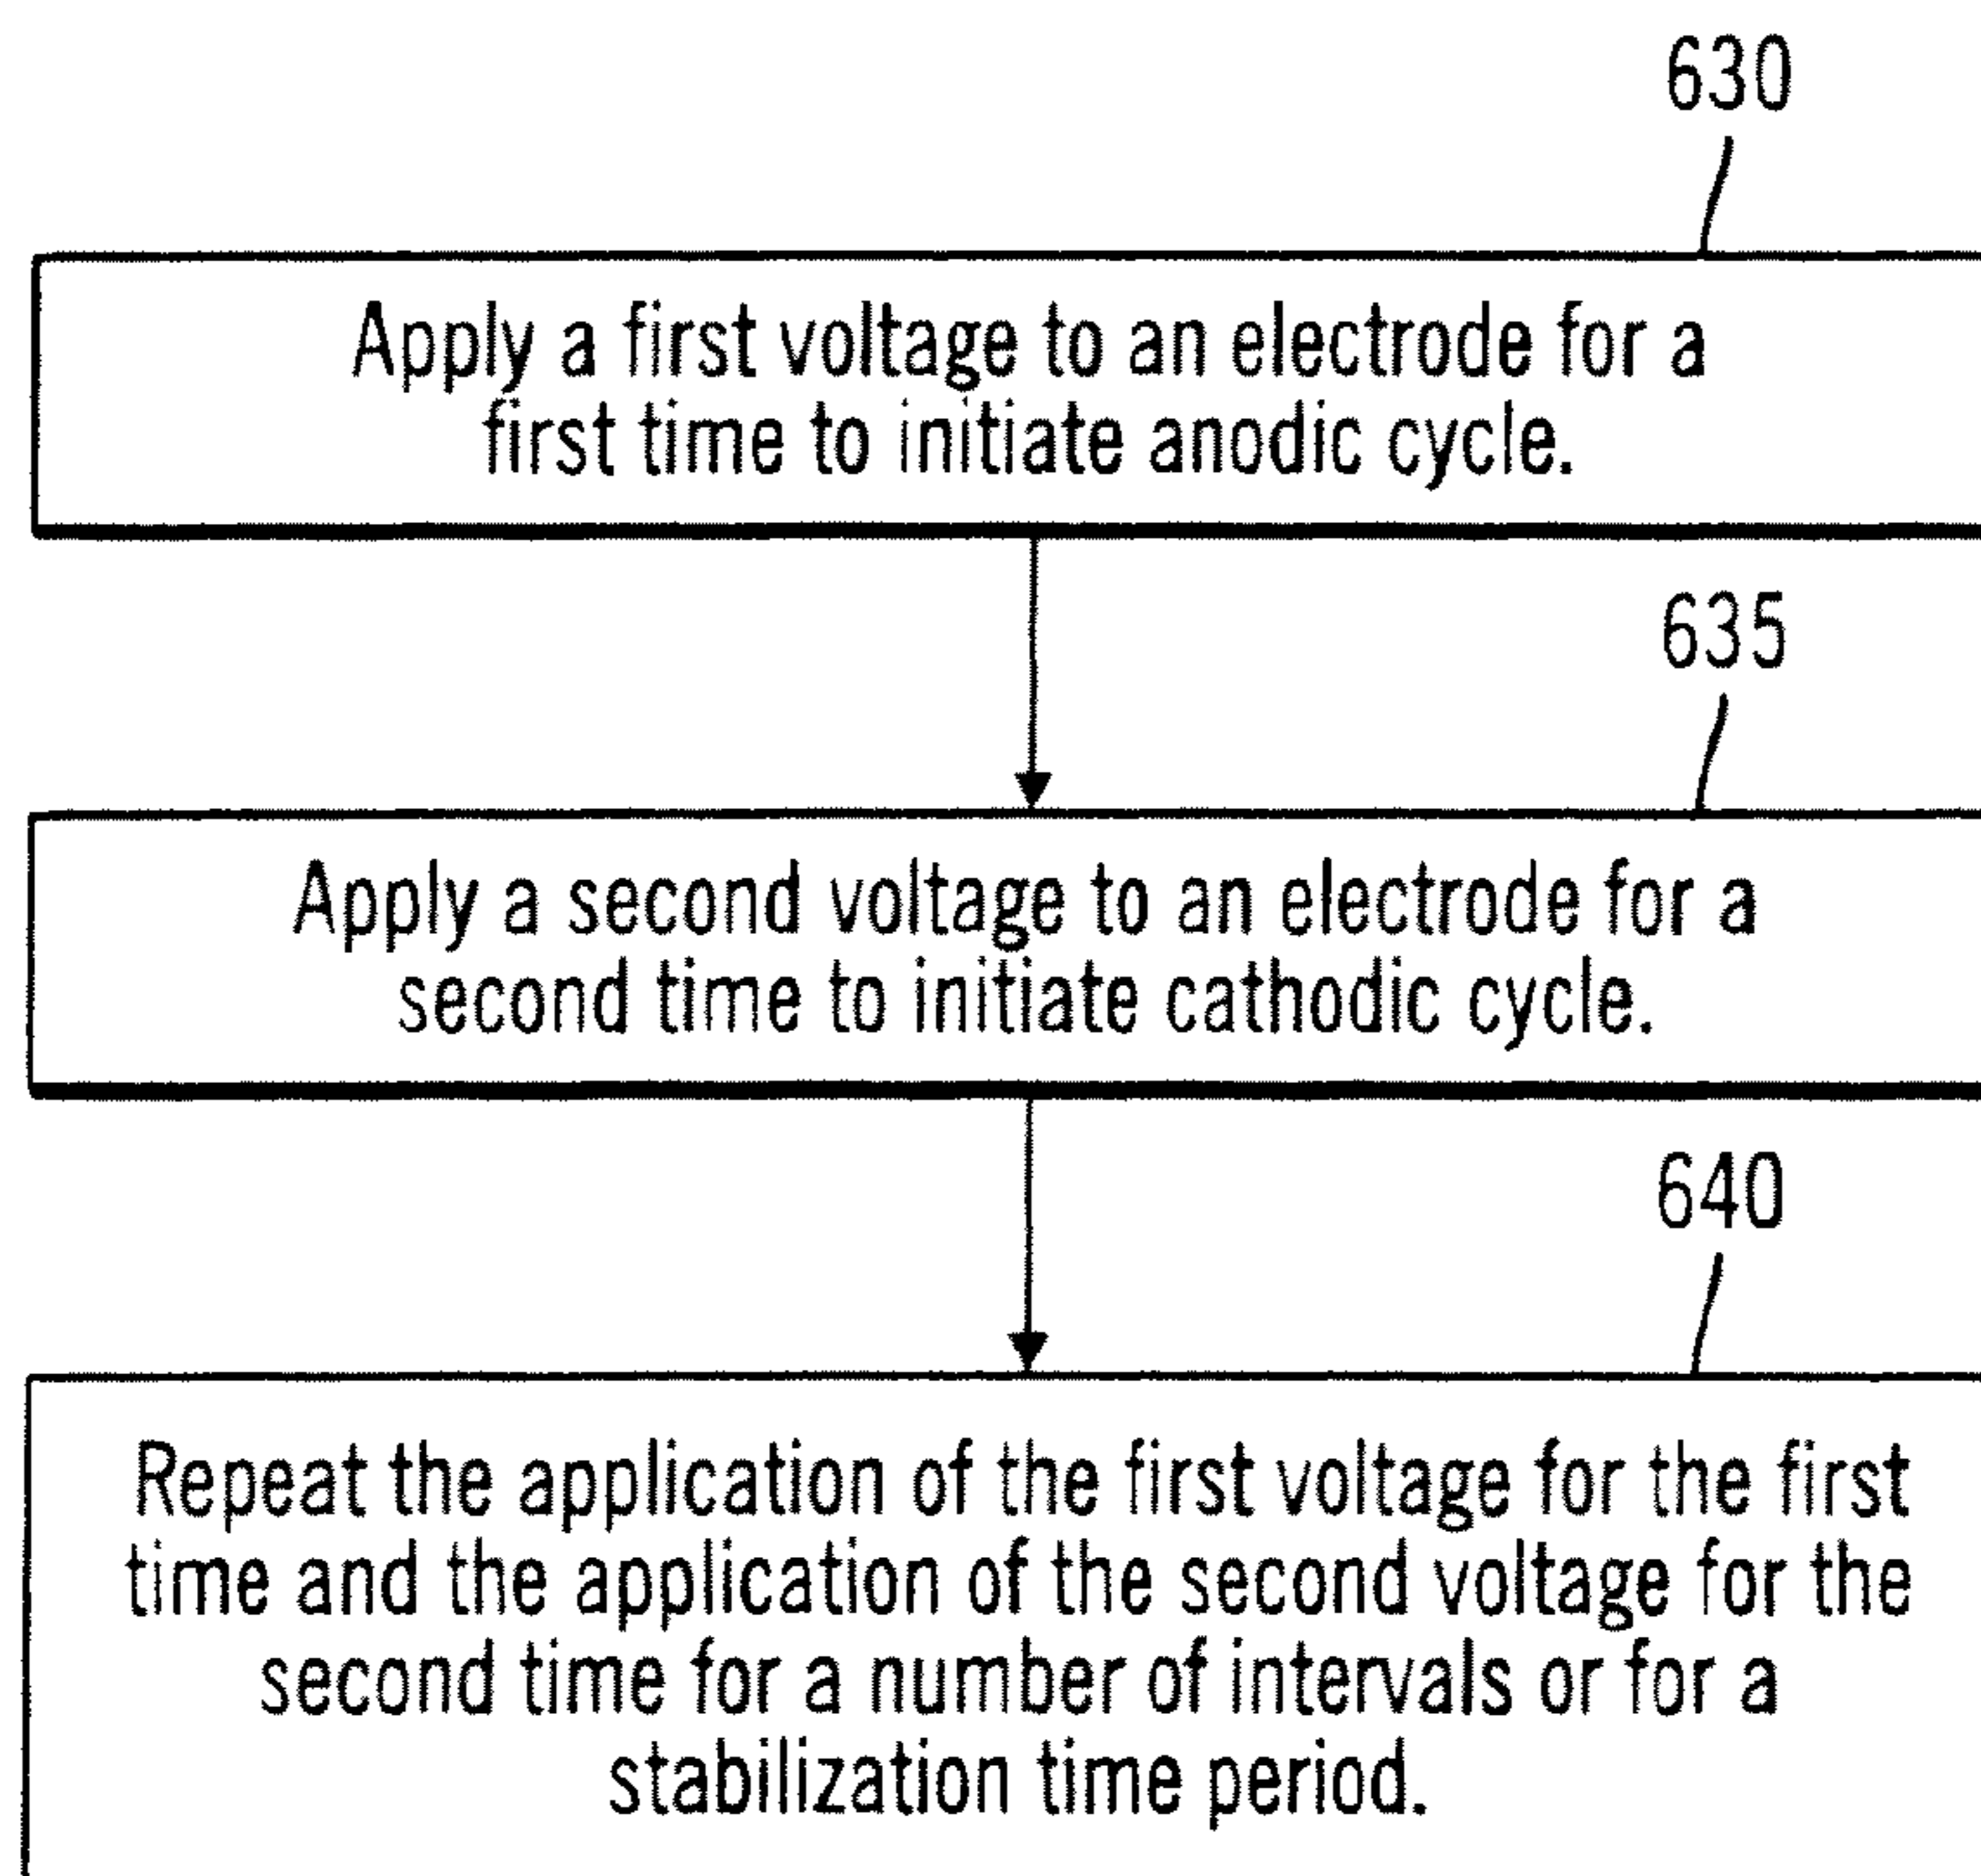 630
Apply a first voltage to an electrode for a
first time to initiate anodic cycle.
635
Apply a second voltage to an electrode for a
second time to initiate cathodic cycle.
640
Repeat the application of the first voltage for the first
time and the application of the second voltage for the
second time for a number of intervals or for a
stabilization time period.